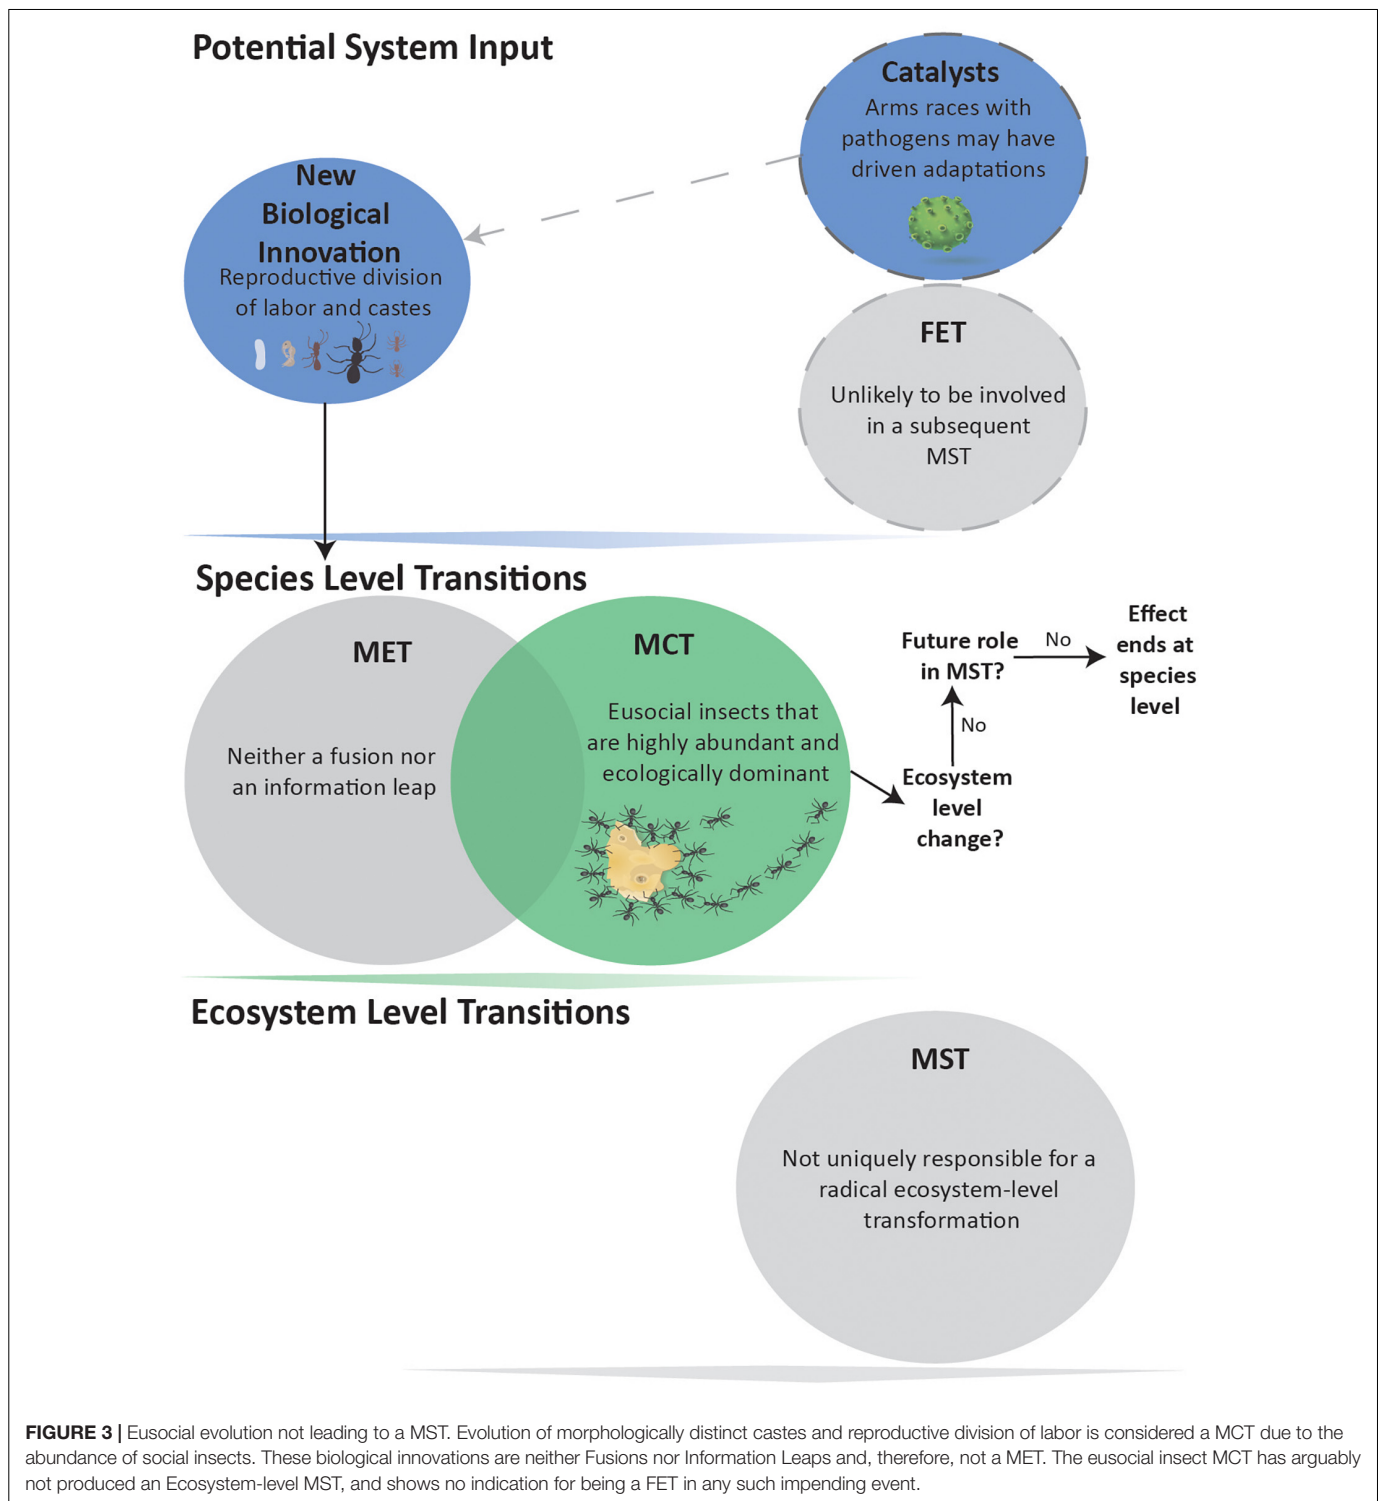 Potential System Input
Catalysts
Arms races with
pathogens may have
driven adaptations
New
Biological
Innovation
Reproductive division
of labor and castes
FET
Unlikely to be involved
in a subsequent
MST
Species Level Transitions
MET
Neither a fusion nor
an information leap
MCT
Eusocial insects that
are highly abundant and
ecologically dominant
Ecosystem
level
change?
No
Future role
in MST?
No
Effect
ends at
species
level
Ecosystem Level Transitions
MST
Not uniquely responsible for a
radical ecosystem-level
transformation
FIGURE 3 | Eusocial evolution not leading to a MST. Evolution of morphologically distinct castes and reproductive division of labor is considered a MCT due to the
abundance of social insects. These biological innovations are neither Fusions nor Information Leaps and, therefore, not a MET. The eusocial insect MCT has arguably
not produced an Ecosystem-level MST, and shows no indication for being a FET in any such impending event.